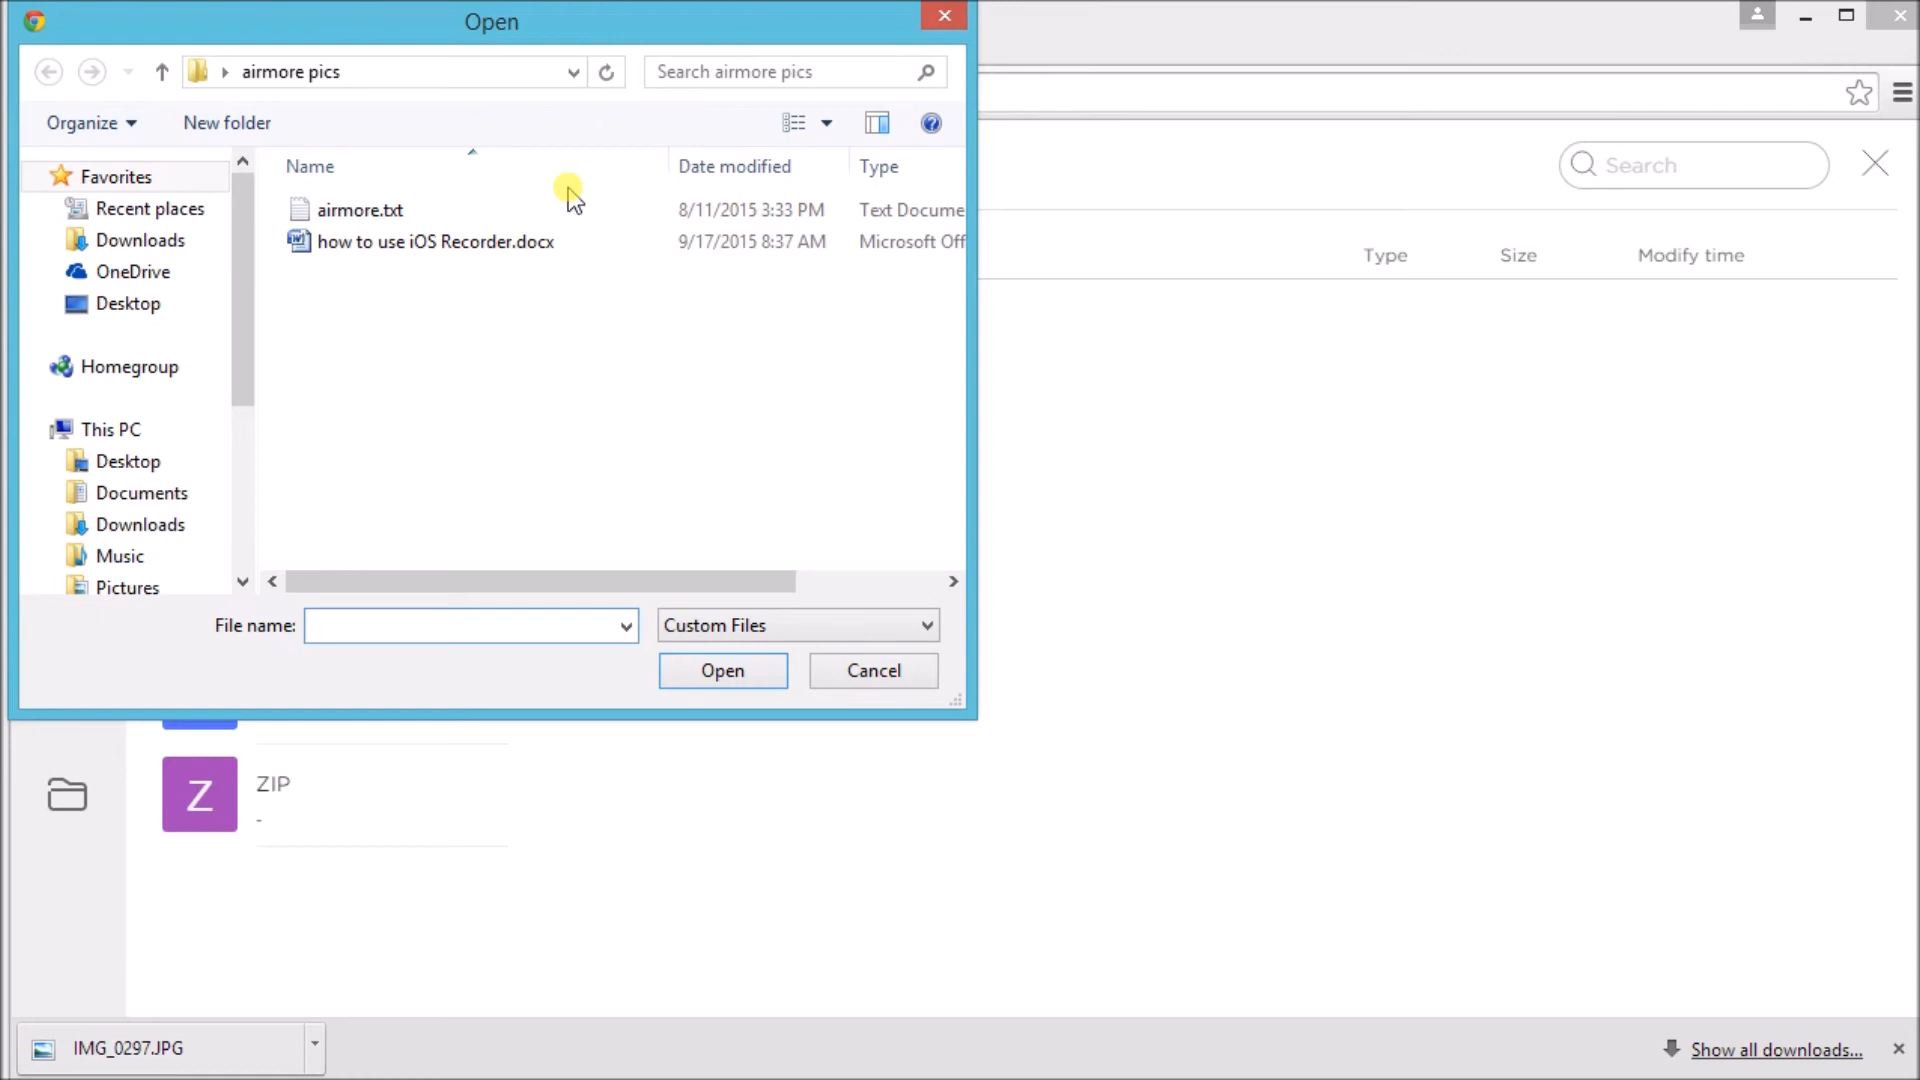 Open
airmore pics
Search airmore pics
Organize
New folder
Name
Date modified
Type
Favorites
Recent places
Downloads
OneDrive
Desktop
Homegroup
This PC
Desktop
Documents
Downloads
Music
Pictures
airmore.txt 8/11/2015 3:33 PM Text Docume
how to use iOS Recorder.docx 9/17/2015 8:37 AM Microsoft Off
File name:
Custom Files
Open
Cancel
Search
Type
Size
Modify time
Z
ZIP
-
IMG_0297.JPG
Show all downloads...